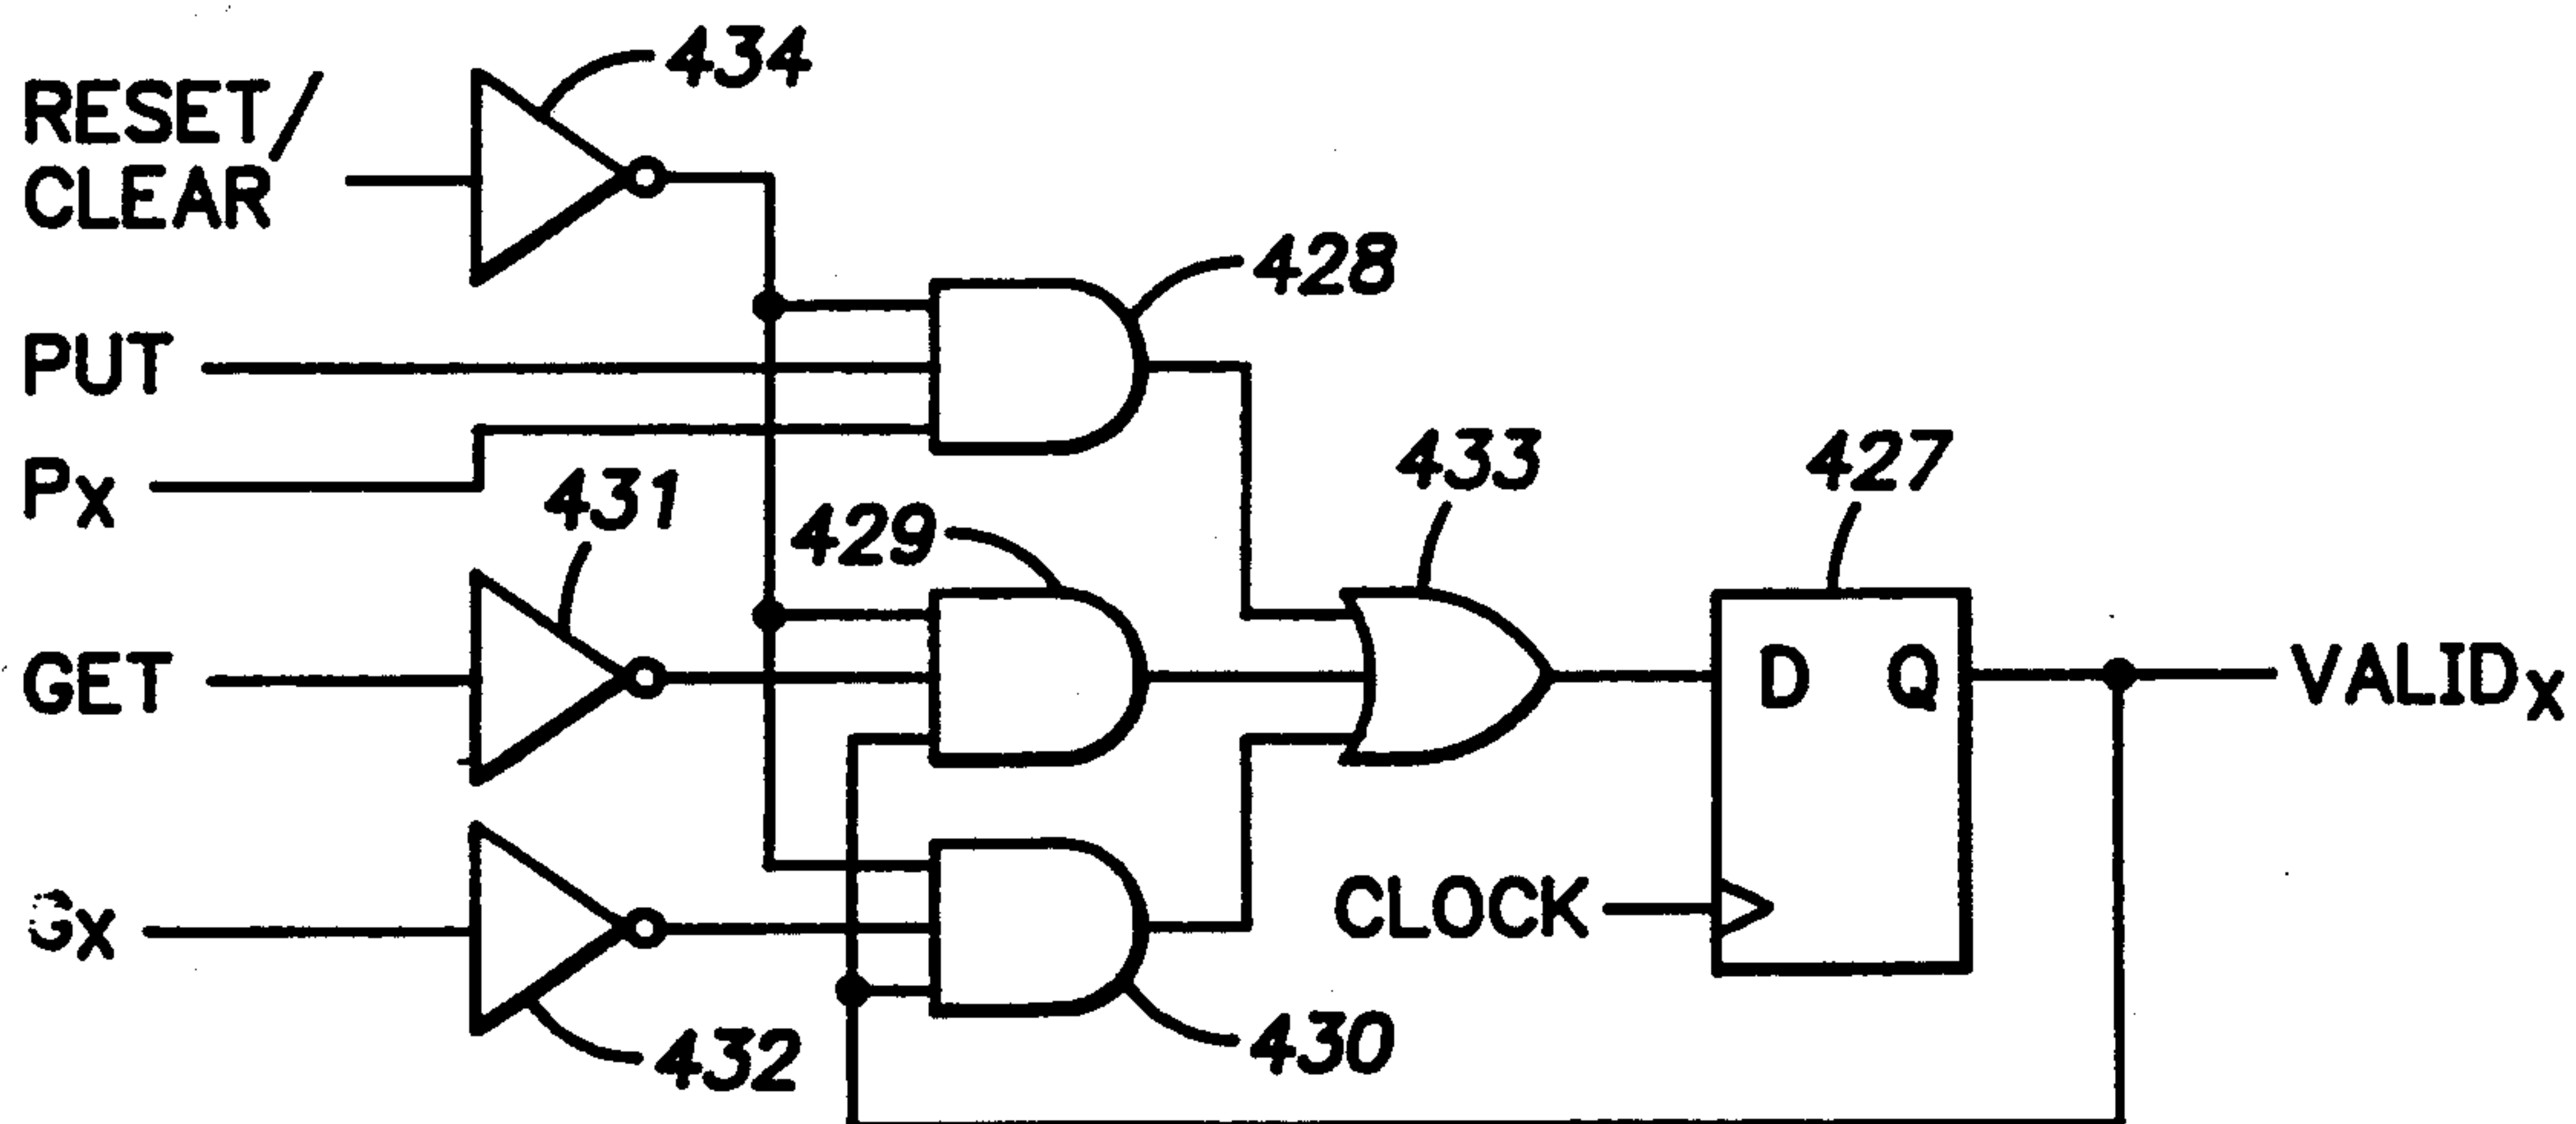 434
RESET/
CLEAR
428
PUT
PX
431
429
433
427
GET
D Q
VALIDX
GX
CLOCK
432
430